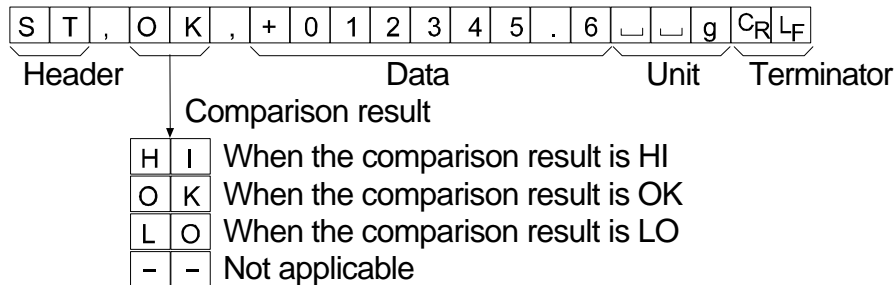 S T , O K , + 0 1 2 3 4 5 . 6 ␣ ␣ g CR LF
Header Data Unit Terminator
Comparison result
H I When the comparison result is HI
O K When the comparison result is OK
L O When the comparison result is LO
– – Not applicable